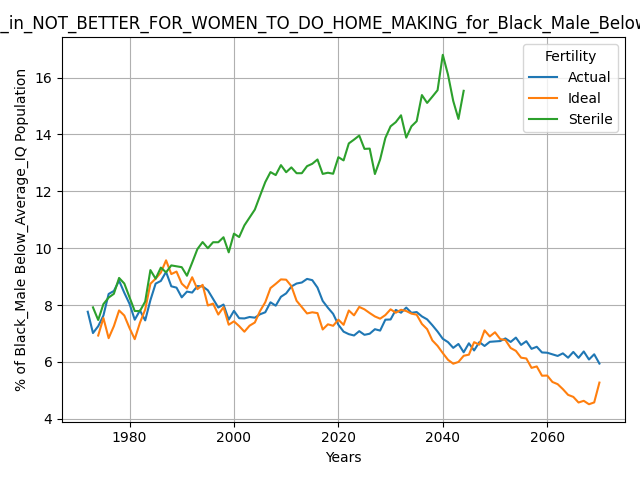 _in_NOT_BETTER_FOR_WOMEN_TO_DO_HOME_MAKING_for_Black_Male_Below
% of Black_Male Below_Average_IQ Population
16
14
12
10
8
6
4
Fertility
Actual
Ideal
Sterile
1980
2000
2020
2040
2060
Years